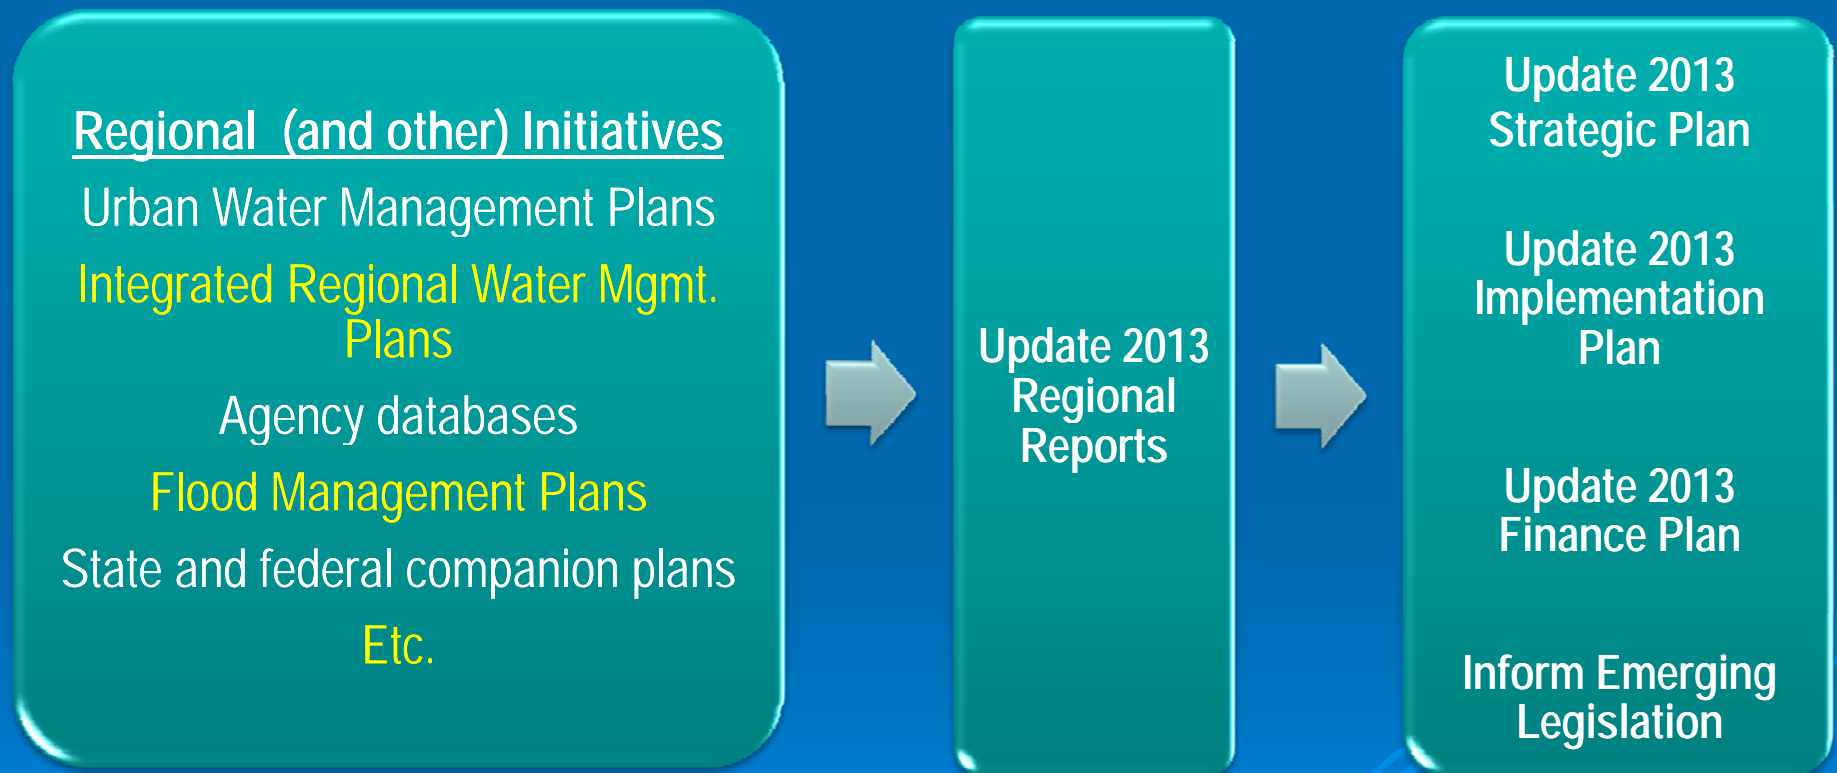 Regional (and other) Initiatives
Urban Water Management Plans
Integrated Regional Water Mgmt.
Plans
Agency databases
Flood Management Plans
State and federal companion plans
Etc.
Update 2013
Regional
Reports
Update 2013
Strategic Plan
Update 2013
Implementation
Plan
Update 2013
Finance Plan
Inform Emerging
Legislation